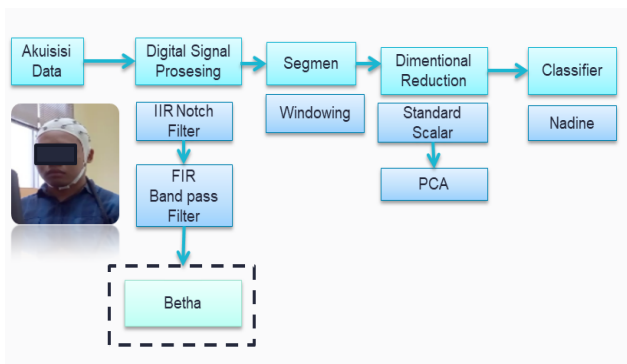 Akuisisi
Data
Digital Signal
Prosesing
Segmen
Dimentional
Reduction
Classifier
IIR Notch
Filter
Windowing
Standard
Scalar
Nadine
FIR
Band pass
Filter
PCA
Betha